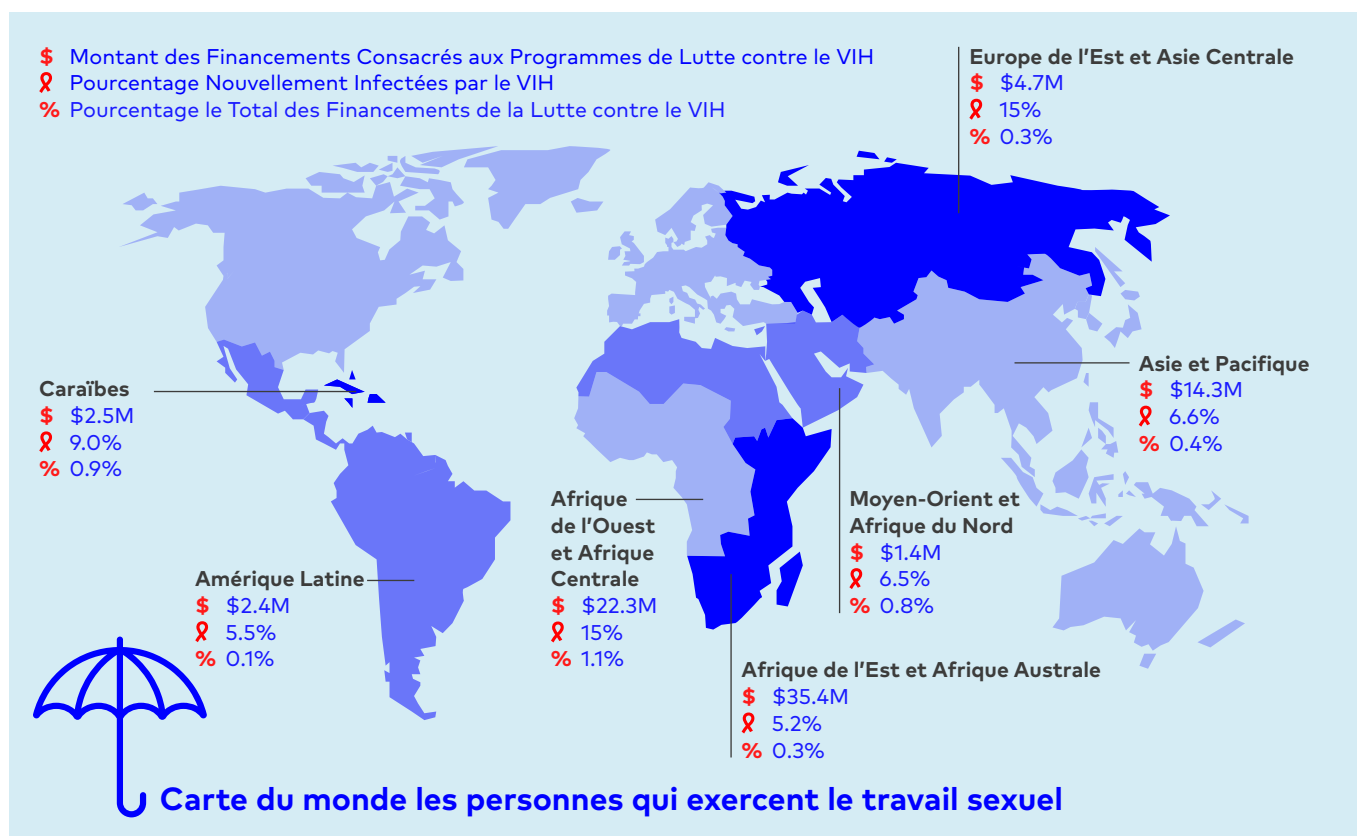 $ Montant des Financements Consacrés aux Programmes de Lutte contre le VIH
Pourcentage Nouvellement Infectées par le VIH
% Pourcentage le Total des Financements de la Lutte contre le VIH
Europe de l'Est et Asie Centrale
$ $4.7M
15%
% 0.3%
Asie et Pacifique
$ $14.3M
6.6%
% 0.4%
Caraïbes
$ $2.5M
9.0%
% 0.9%
Afrique
de l'Ouest
et Afrique
Centrale
$ $22.3M
15%
% 1.1%
Moyen-Orient et
Afrique du Nord
$ $1.4M
6.5%
% 0.8%
Amérique Latine
$ $2.4M
5.5%
% 0.1%
Afrique de l'Est et Afrique Australe
$ $35.4M
5.2%
% 0.3%
Carte du monde les personnes qui exercent le travail sexuel